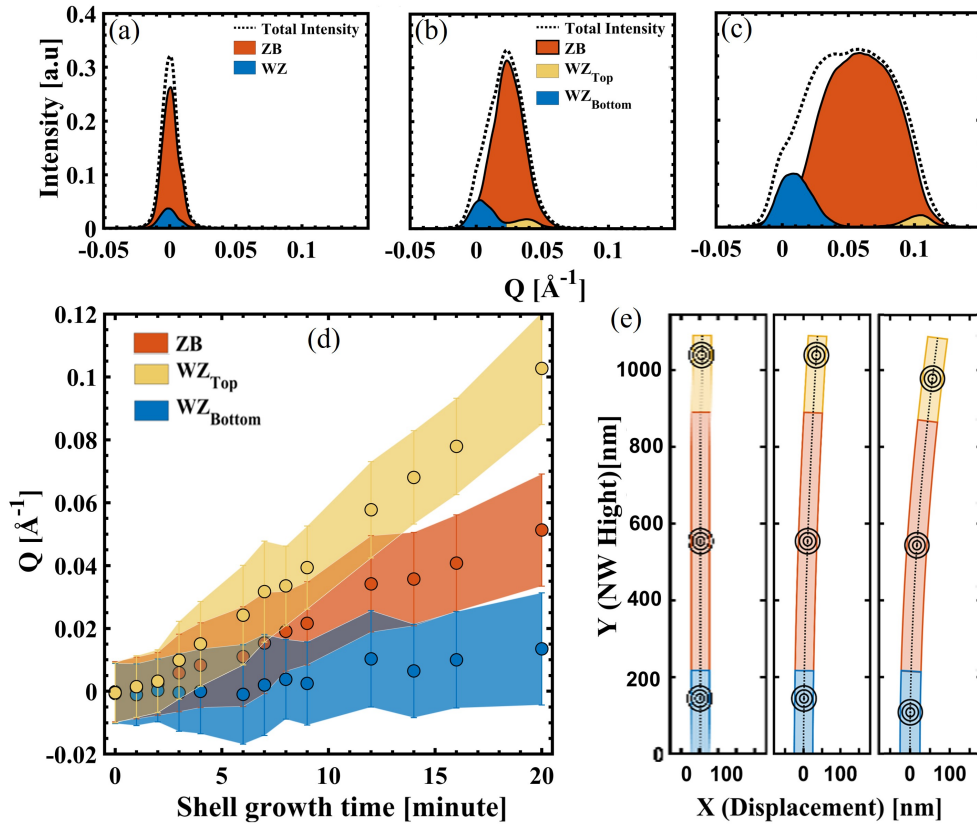 (a)
Total Intensity
ZB
WZ
(b)
Total Intensity
ZB
WZTop
WZBottom
(c)
Intensity [a.u]
0.4
0.3
0.2
0.1
0
-0.05 0 0.05 0.1
-0.05 0 0.05 0.1
-0.05 0 0.05 0.1
Q [Å-1]
(d)
ZB
WZTop
WZBottom
Q [Å-1]
0.12
0.1
0.08
0.06
0.04
0.02
0
-0.02
0 5 10 15 20
Shell growth time [minute]
(e)
Y (NW Hight)[nm]
1000
800
600
400
200
0
0 100 0 100 0 100
X (Displacement) [nm]